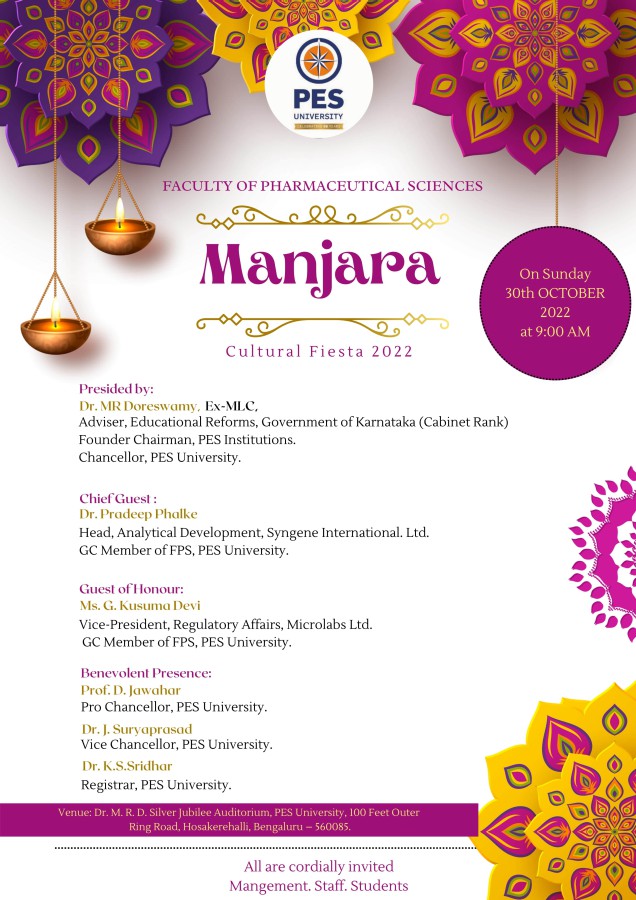 PES
UNIVERSITY
FACULTY OF PHARMACEUTICAL SCIENCES
Manjara
Cultural Fiesta 2022
On Sunday
30th OCTOBER
2022
at 9:00 AM
Presided by:
Dr. MR Doreswamy, Ex-MLC,
Adviser, Educational Reforms, Government of Karnataka (Cabinet Rank)
Founder Chairman, PES Institutions.
Chancellor, PES University.
Chief Guest :
Dr. Pradeep Phalke
Head, Analytical Development, Syngene International. Ltd.
GC Member of FPS, PES University.
Guest of Honour:
Ms. G. Kusuma Devi
Vice-President, Regulatory Affairs, Microlabs Ltd.
GC Member of FPS, PES University.
Benevolent Presence:
Prof. D. Jawahar
Pro Chancellor, PES University.
Dr. J. Suryaprasad
Vice Chancellor, PES University.
Dr. K.S.Sridhar
Registrar, PES University.
Venue: Dr. M. R. D. Silver Jubilee Auditorium, PES University, 100 Feet Outer
Ring Road, Hosakerehalli, Bengaluru – 560085.
All are cordially invited
Mangement. Staff. Students